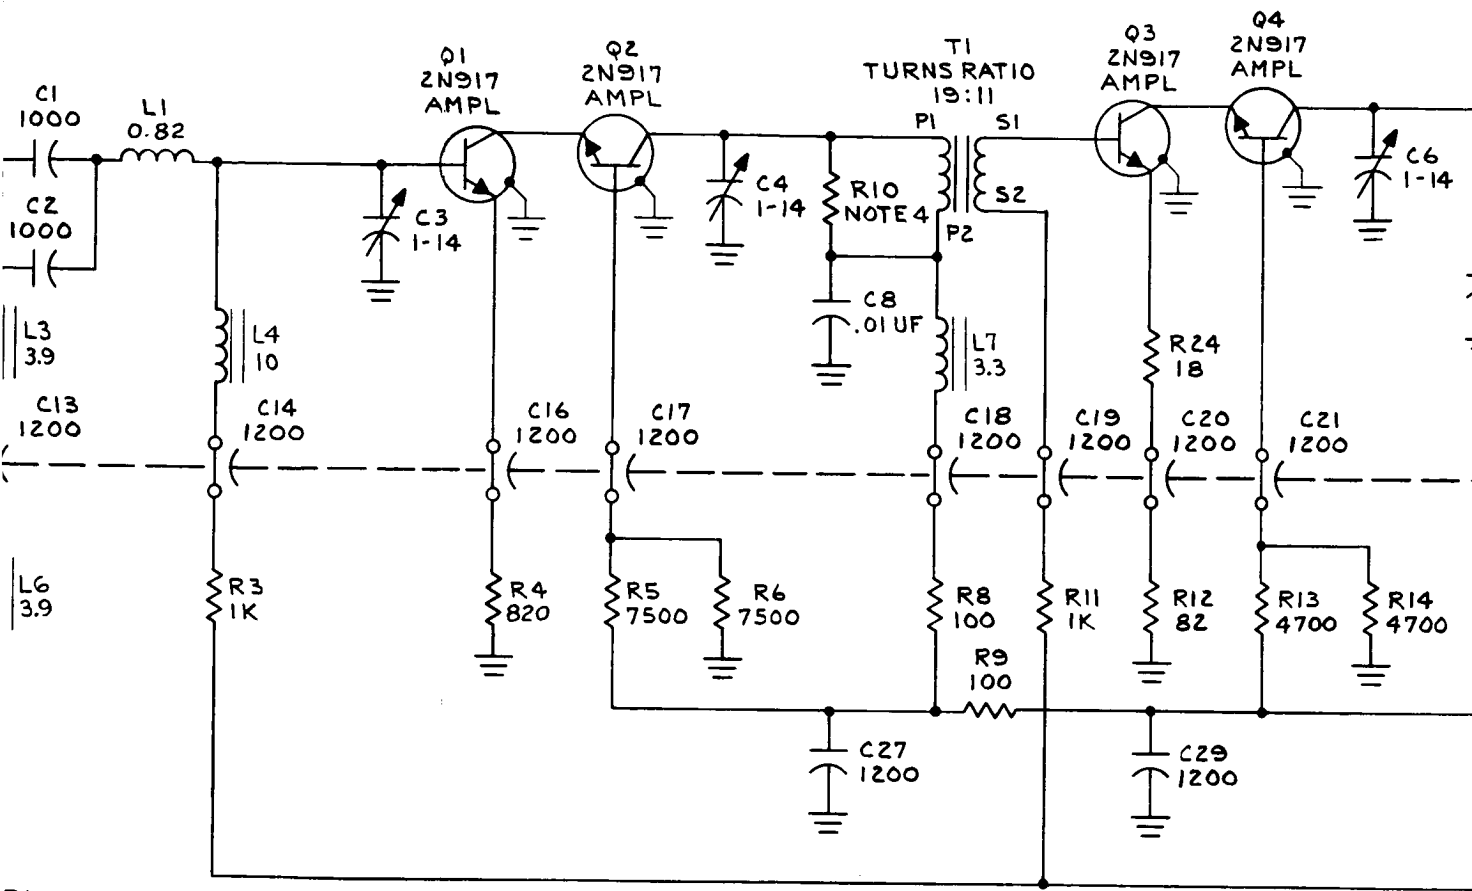 Q1
2N917
AMPL
Q2
2N917
AMPL
T1
TURNS RATIO
19:11
Q3
2N917
AMPL
Q4
2N917
AMPL
C1
1000
L1
0.82
C2
1000
C3
1-14
C4
1-14
R10
NOTE 4
P1
S1
S2
P2
C6
1-14
C8
.01 UF
L3
3.9
L4
10
L7
3.3
R24
18
C13
1200
C14
1200
C16
1200
C17
1200
C18
1200
C19
1200
C20
1200
C21
1200
L6
3.9
R3
1K
R4
820
R5
7500
R6
7500
R8
100
R11
1K
R12
82
R13
4700
R14
4700
R9
100
C27
1200
C29
1200